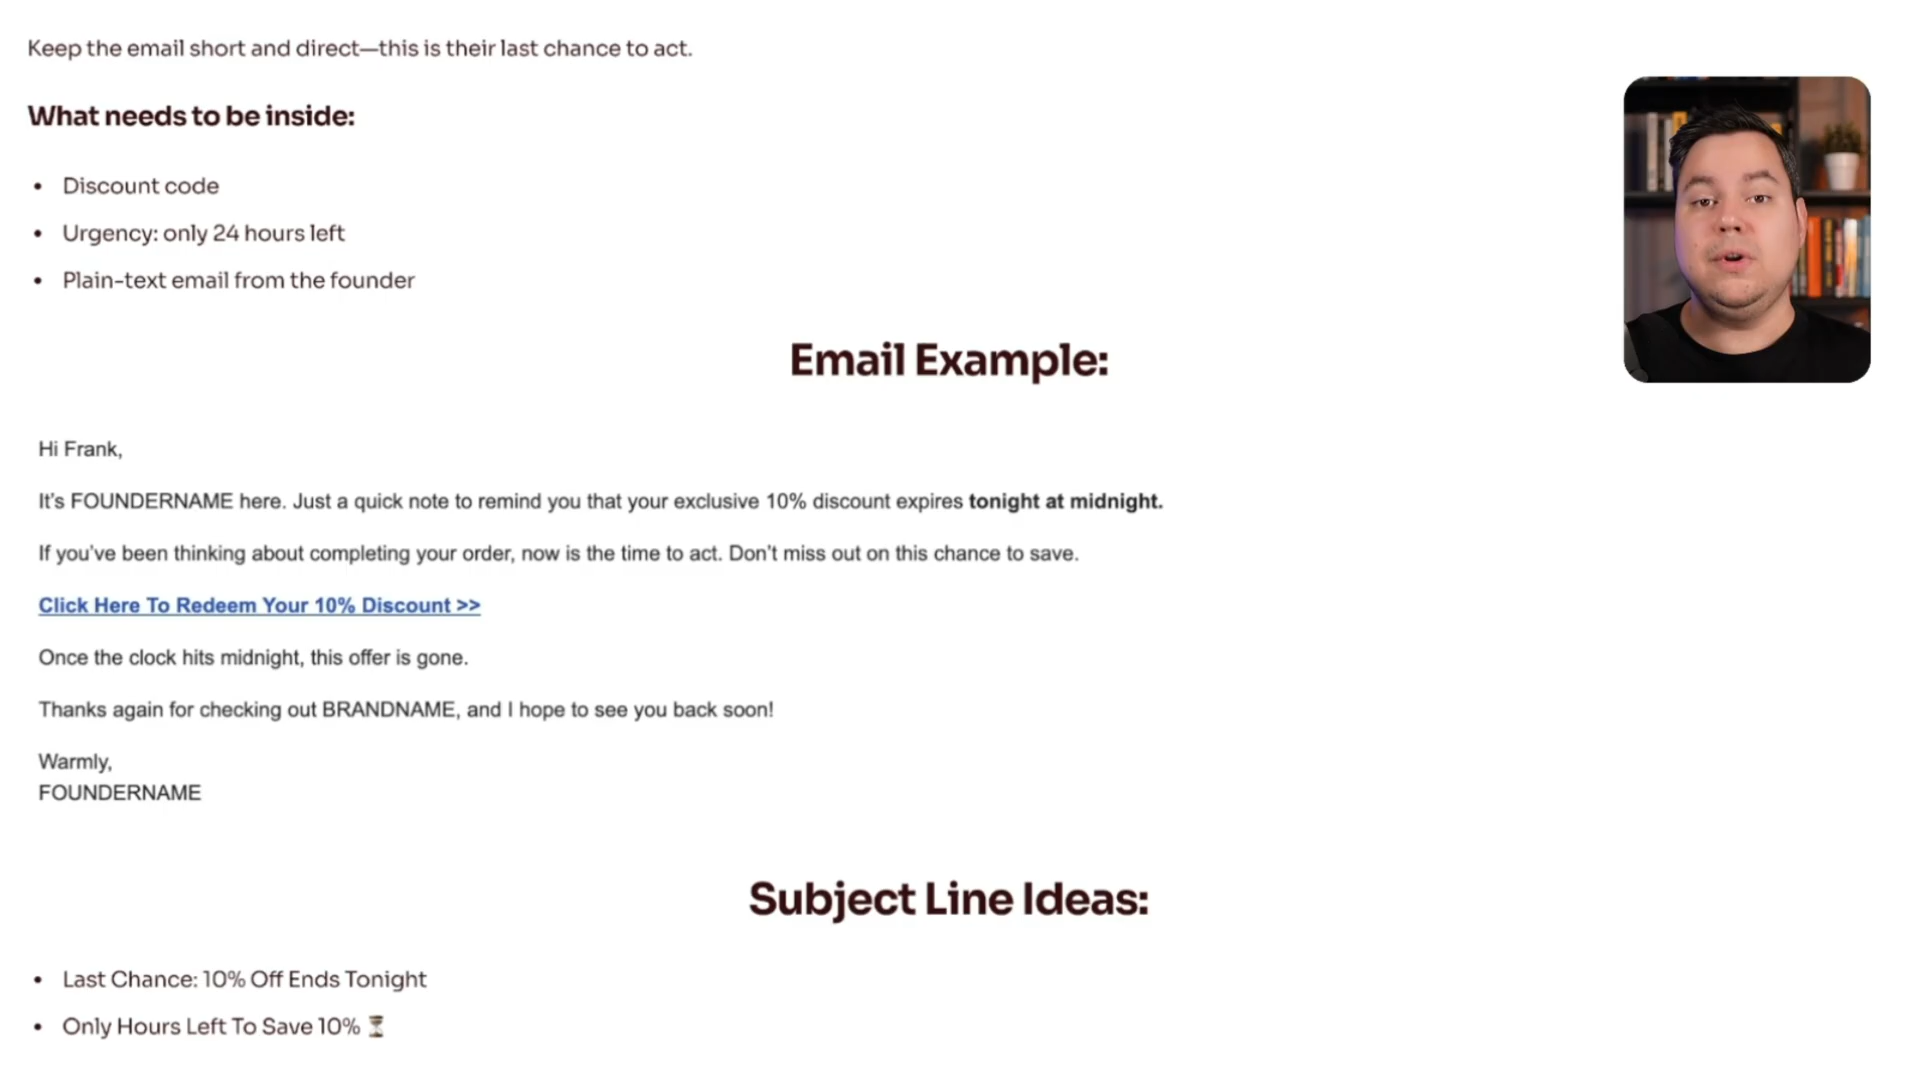 Keep the email short and direct—this is their last chance to act.
What needs to be inside:
• Discount code
• Urgency: only 24 hours left
• Plain-text email from the founder
Email Example:
Hi Frank,
It's FOUNDERNAME here. Just a quick note to remind you that your exclusive 10% discount expires tonight at midnight.
If you've been thinking about completing your order, now is the time to act. Don't miss out on this chance to save.
Click Here To Redeem Your 10% Discount >>
Once the clock hits midnight, this offer is gone.
Thanks again for checking out BRANDNAME, and I hope to see you back soon!
Warmly,
FOUNDERNAME
Subject Line Ideas:
• Last Chance: 10% Off Ends Tonight
• Only Hours Left To Save 10% ⏳